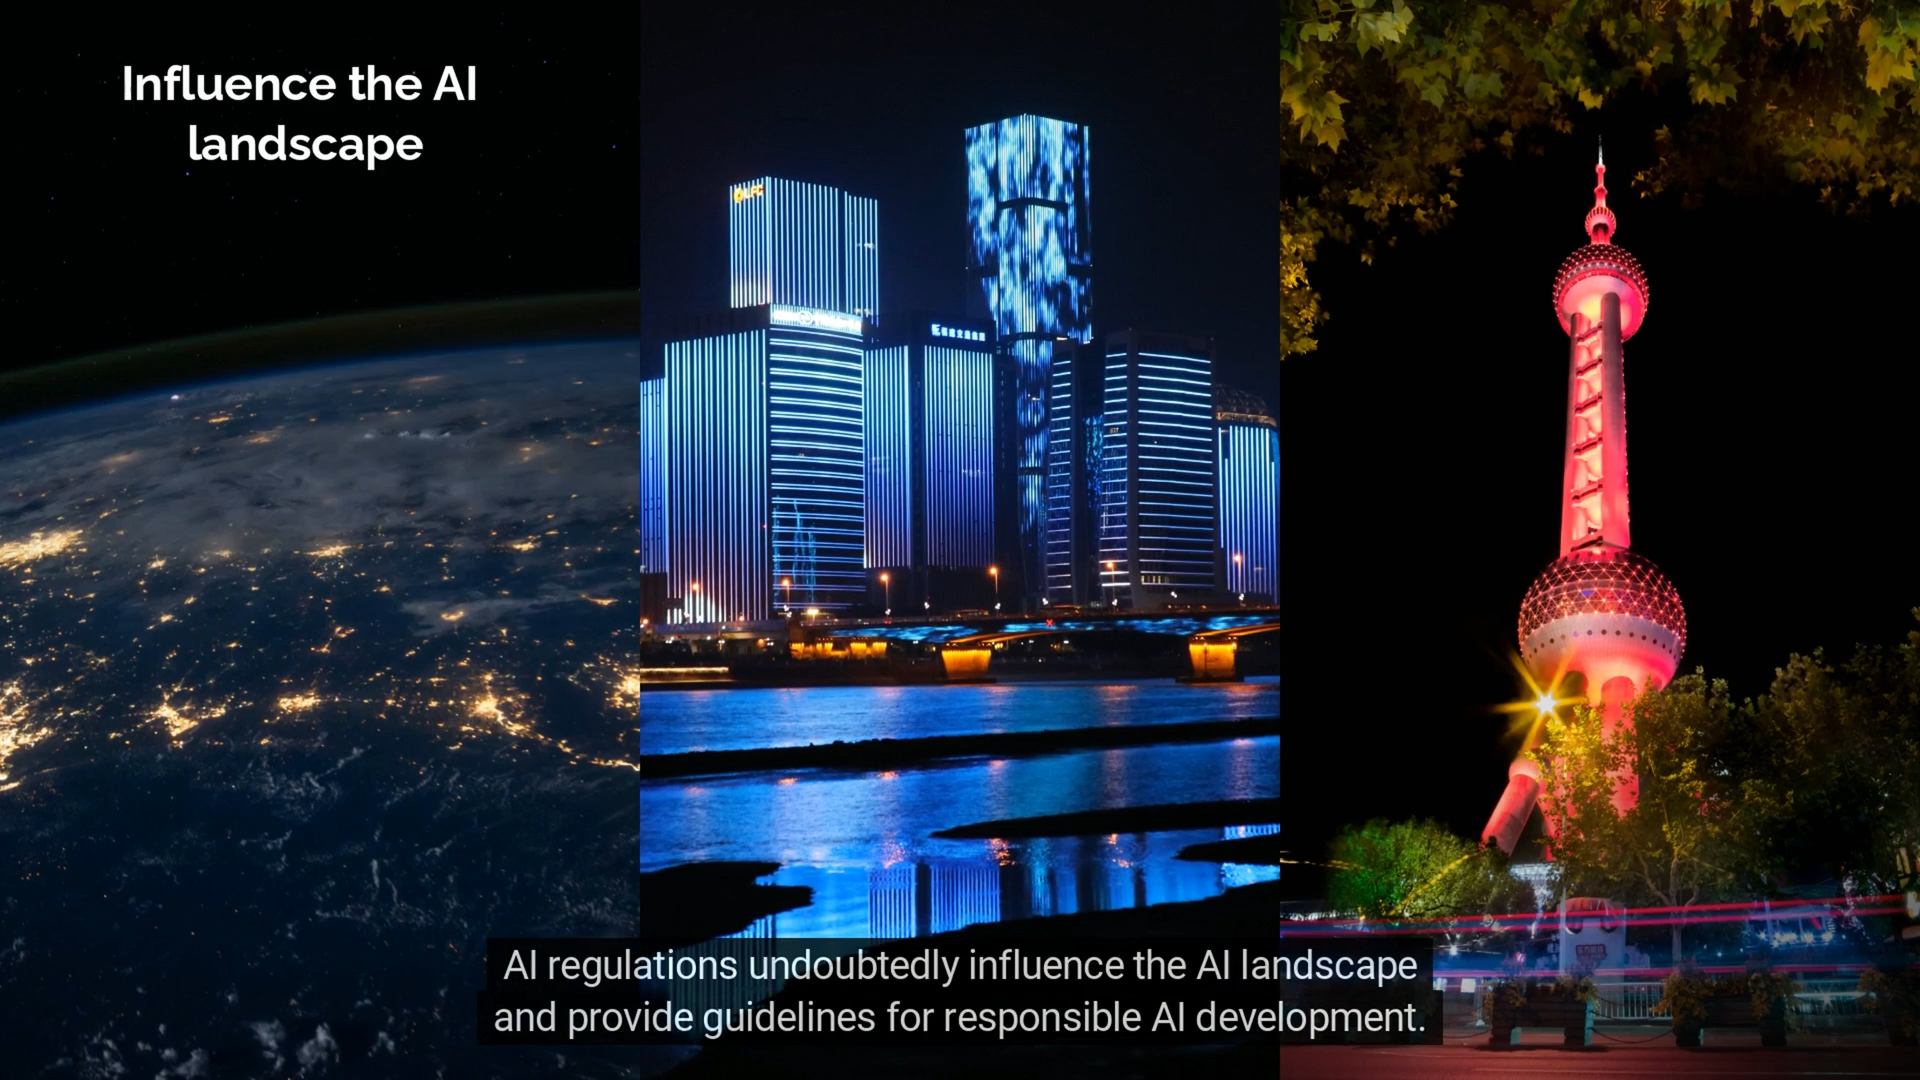 Influence the AI
landscape
AI regulations undoubtedly influence the AI landscape
and provide guidelines for responsible AI development.